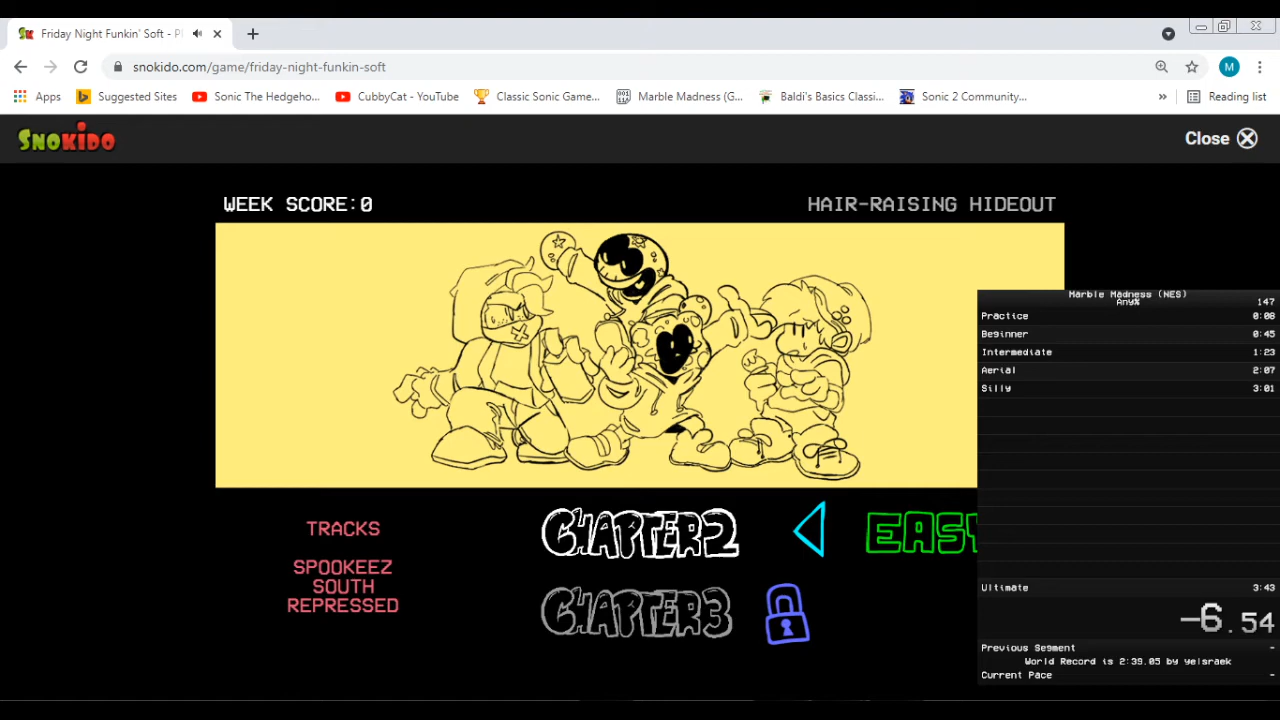 Friday Night Funkin' Soft - Pl
snokido.com/game/friday-night-funkin-soft
M
Apps
Suggested Sites
Sonic The Hedgeho...
CubbyCat - YouTube
Classic Sonic Game...
Marble Madness (G...
Baldi's Basics Classi...
Sonic 2 Community...
»
Reading list
SNOKIDO
Close
WEEK SCORE:0
HAIR-RAISING HIDEOUT
TRACKS
SPOOKEEZ
SOUTH
REPRESSED
CHAPTER2
EASY
CHAPTER3
Marble Madness (NES)
Any% 147
Practice 0:08
Beginner 0:45
Intermediate 1:23
Aerial 2:07
Silly 3:01
Ultimate 3:43
-6.54
Previous Segment -
World Record is 2:39.05 by yelsraek
Current Pace -